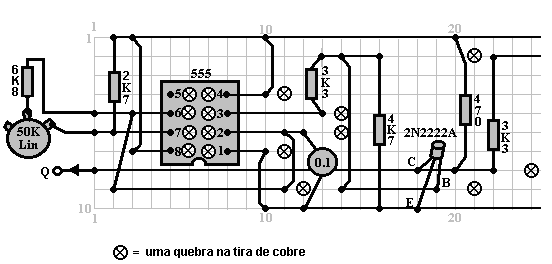 1 10 20
1
555
6K8
2K7
5 4
6 3
7 2
8 1
3K3
4K7
470
3K3
50K
Lin
2N2222A
0.1
Q
C
B
E
10
1 10 20
= uma quebra na tira de cobre